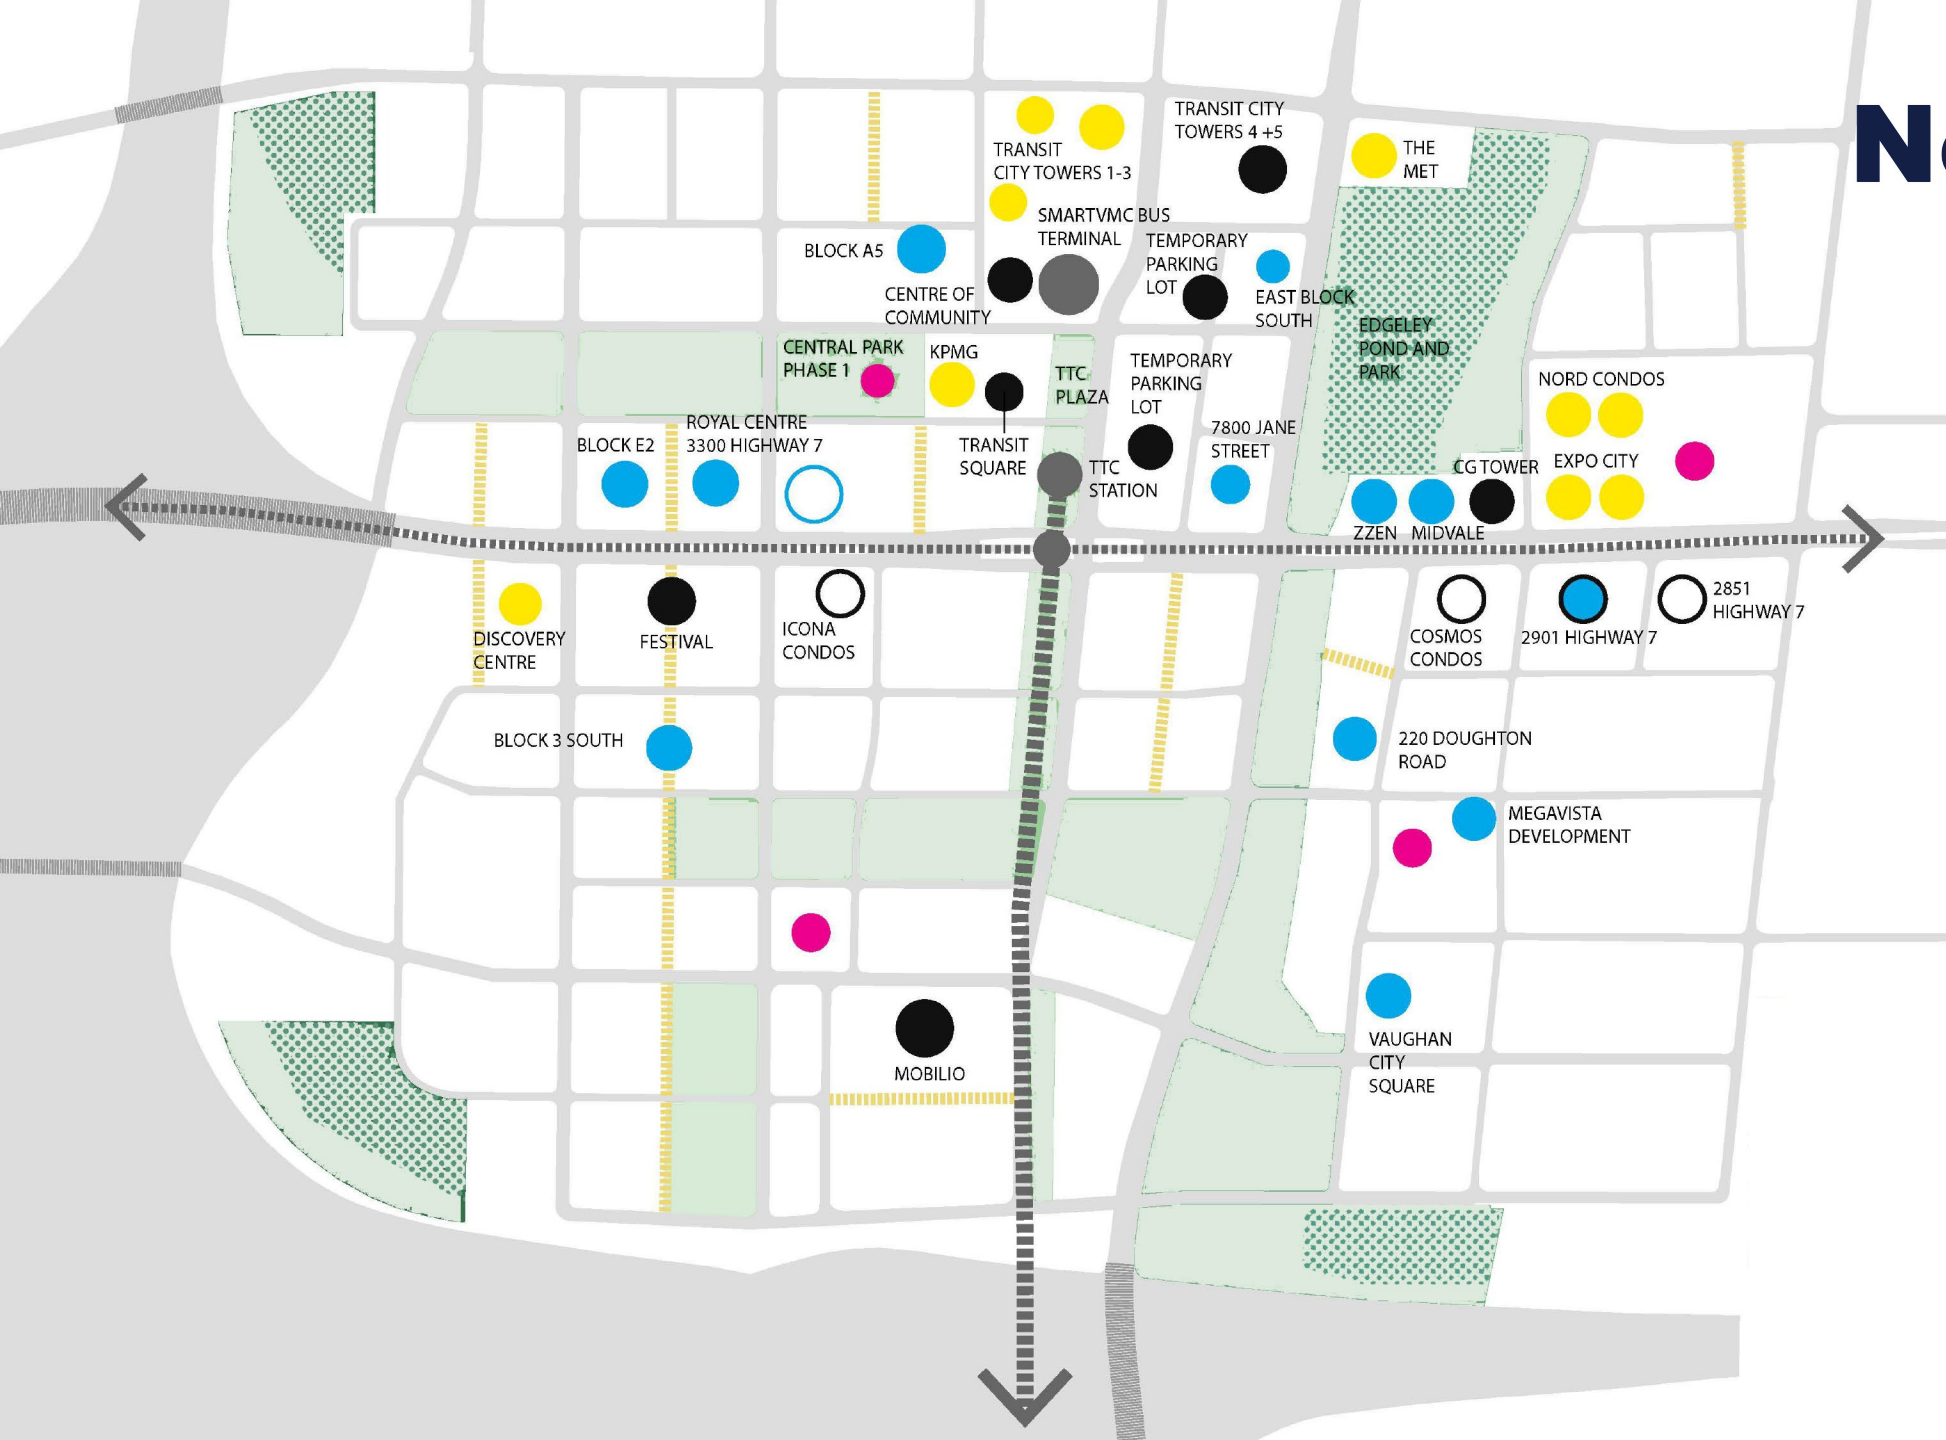 TRANSIT CITY
TOWERS 4 +5
TRANSIT
CITY TOWERS 1-3
THE
MET
SMARTVMC BUS
TERMINAL
BLOCK A5
TEMPORARY
PARKING
LOT
CENTRE OF
COMMUNITY
EAST BLOCK
SOUTH
EDGELEY
POND AND
PARK
CENTRAL PARK
PHASE 1
KPMG
TTC
PLAZA
TEMPORARY
PARKING
LOT
NORD CONDOS
BLOCK E2
ROYAL CENTRE
3300 HIGHWAY 7
TRANSIT
SQUARE
TTC
STATION
7800 JANE
STREET
CG TOWER
EXPO CITY
ZZEN
MIDVALE
DISCOVERY
CENTRE
FESTIVAL
ICONA
CONDOS
COSMOS
CONDOS
2901 HIGHWAY 7
2851
HIGHWAY 7
BLOCK 3 SOUTH
220 DOUGHTON
ROAD
MEGAVISTA
DEVELOPMENT
VAUGHAN
CITY
SQUARE
MOBILIO